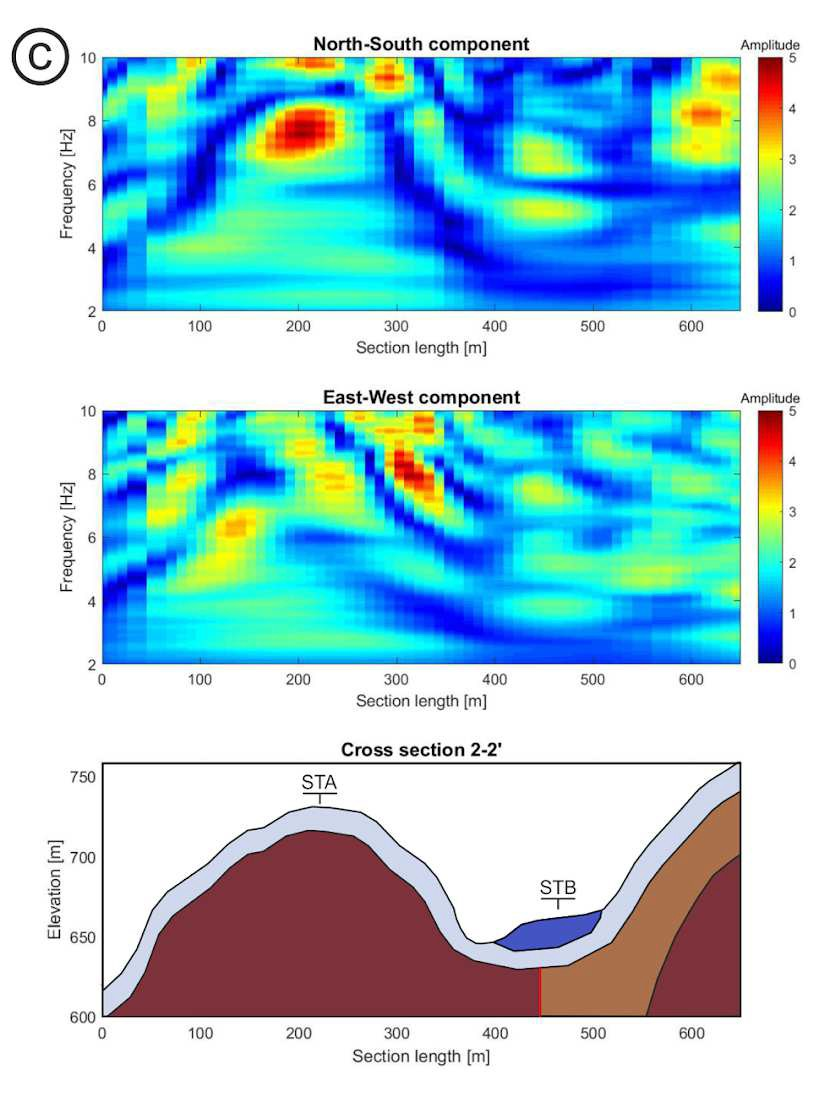 C
North-South component
Amplitude
10
8
6
4
2
Frequency [Hz]
0 100 200 300 400 500 600
Section length [m]
5
4
3
2
1
0
East-West component
Amplitude
10
8
6
4
2
Frequency [Hz]
0 100 200 300 400 500 600
Section length [m]
5
4
3
2
1
0
Cross section 2-2'
750
700
650
600
Elevation [m]
STA
STB
0 100 200 300 400 500 600
Section length [m]